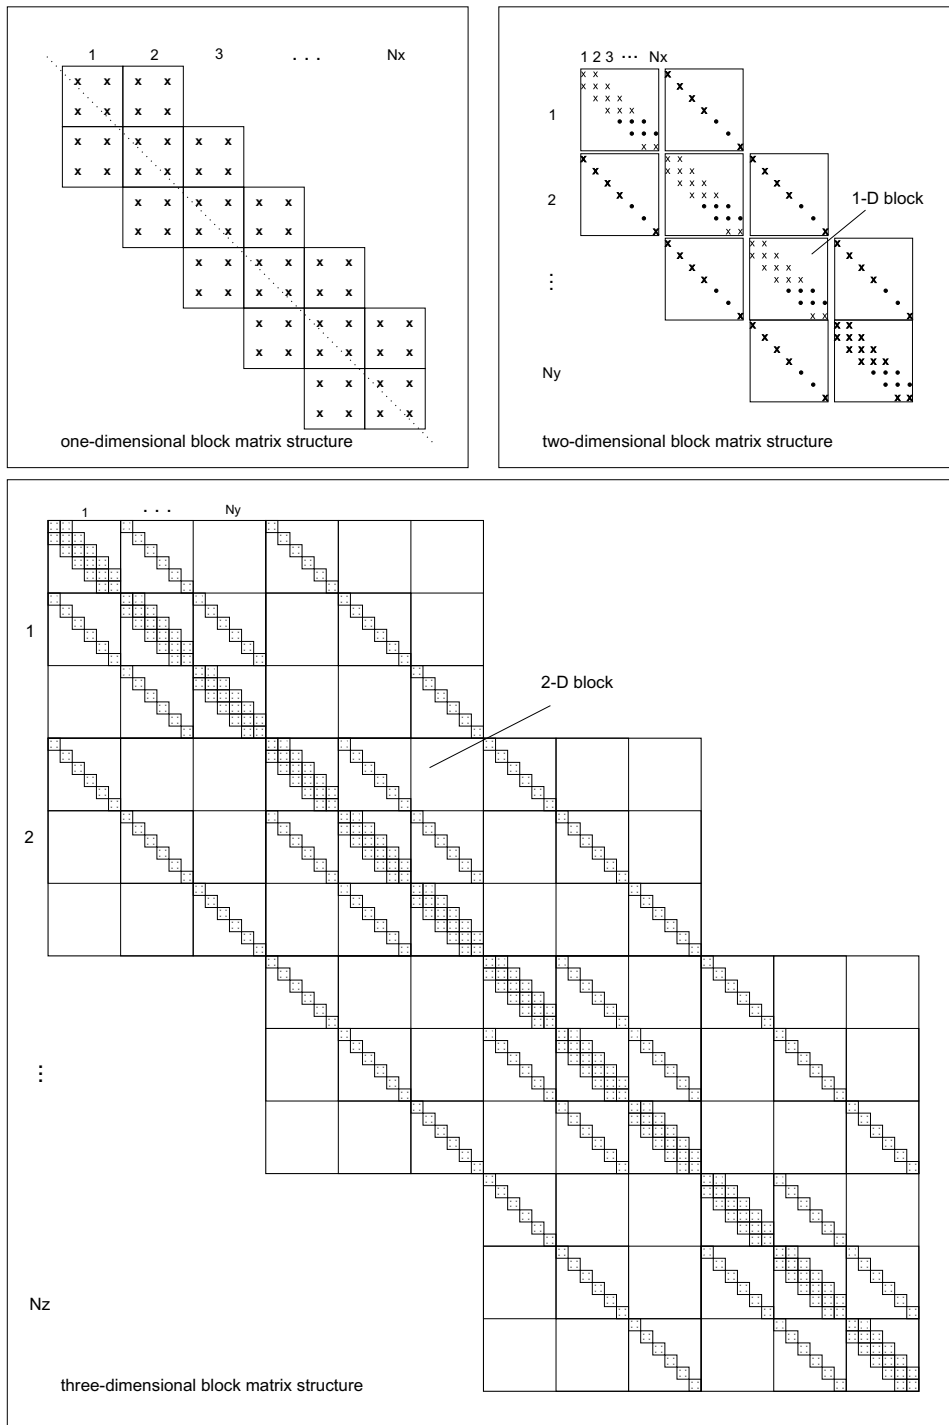 1 2 3 . . . Nx
x x x x
x x x x
x x x x x x
x x x x x x
x x x x x x
x x x x x x
x x x x x x
x x x x x x
x x x x x x
x x x x x x
x x x x
x x x x
one-dimensional block matrix structure
1 2 3 ··· Nx
1
2
1-D block
⋮
Ny
two-dimensional block matrix structure
1 . . . Ny
1
2-D block
2
⋮
Nz
three-dimensional block matrix structure